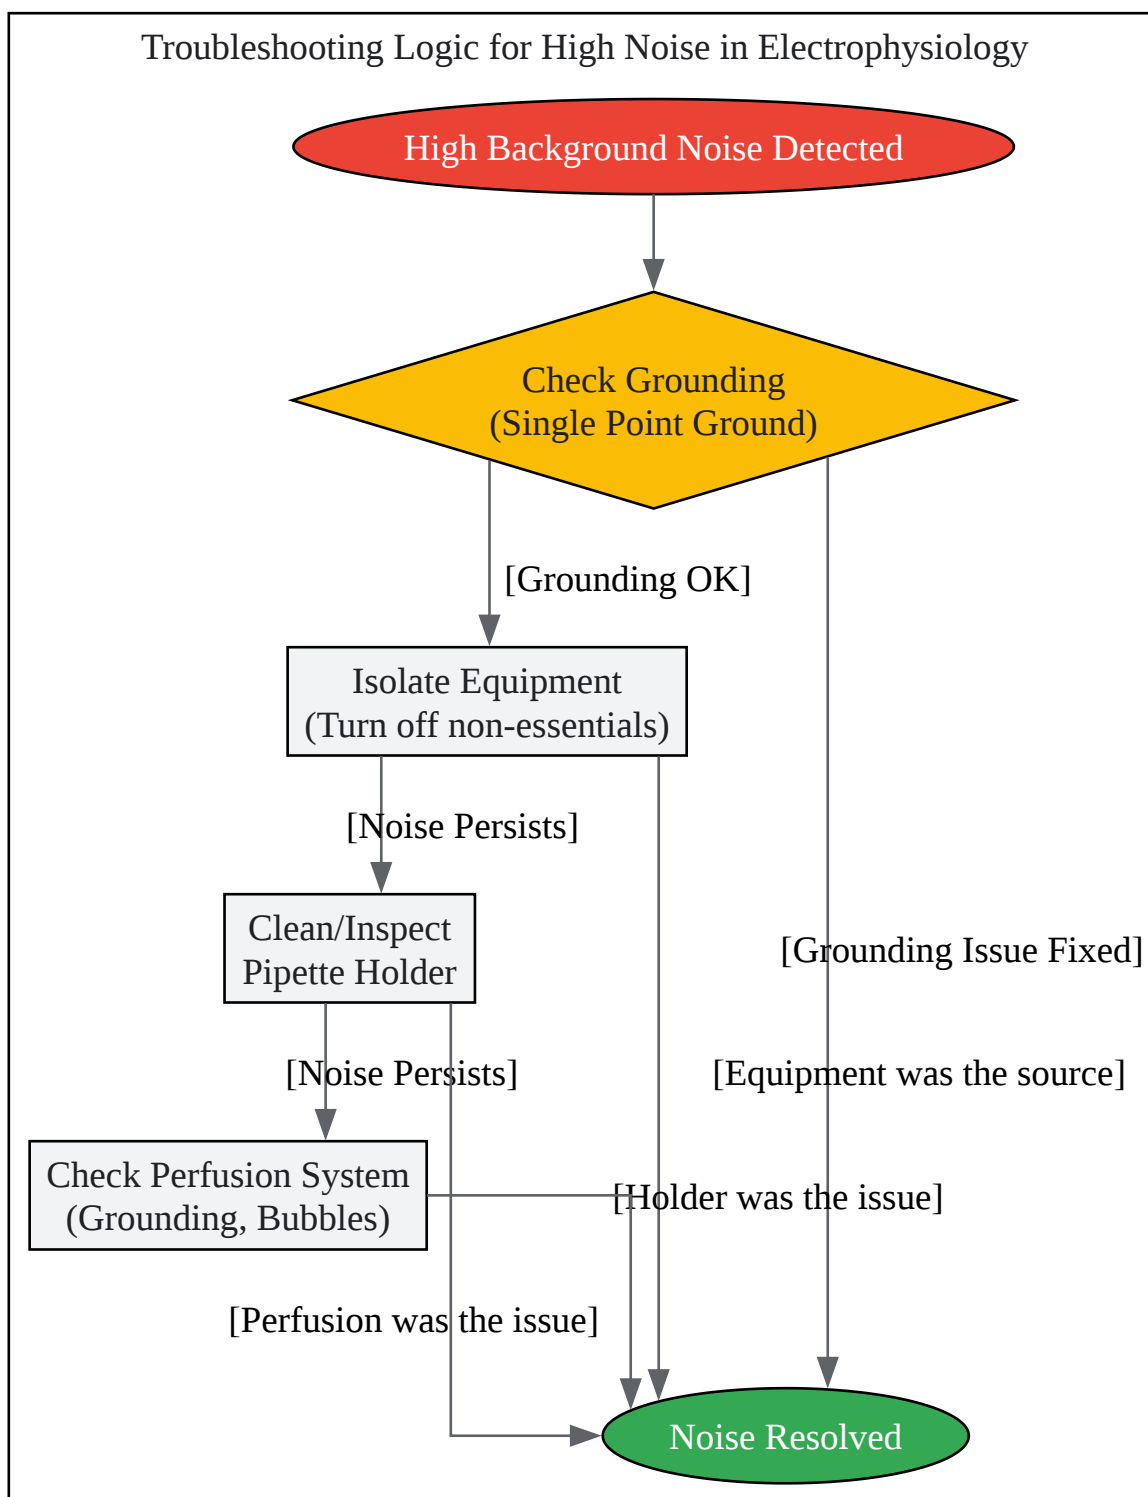 Troubleshooting Logic for High Noise in Electrophysiology
High Background Noise Detected
Check Grounding
(Single Point Ground)
[Grounding OK]
Isolate Equipment
(Turn off non-essentials)
[Noise Persists]
Clean/Inspect
Pipette Holder
[Grounding Issue Fixed]
[Noise Persists]
[Equipment was the source]
Check Perfusion System
(Grounding, Bubbles)
[Holder was the issue]
[Perfusion was the issue]
Noise Resolved